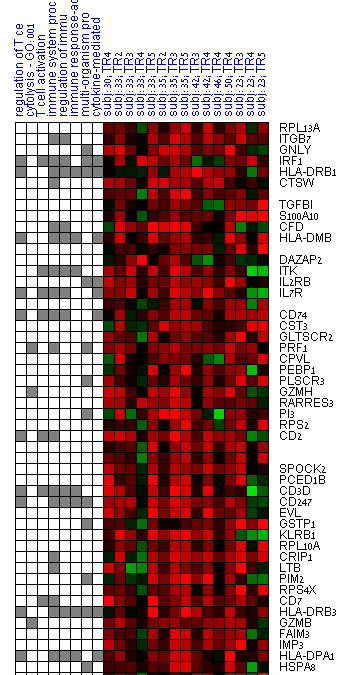 regulation of T ce
cytolysis - GO:001
T cell activation
immune system proc
regulation of immu
immune response-ac
multi-organism pro
cytokine-mediated
subj: 30; TR4
subj: 33; TR2
subj: 33; TR3
subj: 33; TR4
subj: 33; TR5
subj: 35; TR2
subj: 35; TR3
subj: 35; TR5
subj: 42; TR3
subj: 42; TR4
subj: 46; TR4
subj: 50; TR4
subj: 23; TR2
subj: 23; TR3
subj: 23; TR4
subj: 23; TR5
RPL13A
ITGB7
GNLY
IRF1
HLA-DRB1
CTSW
TGFBI
S100A10
CFD
HLA-DMB
DAZAP2
ITK
IL2RB
IL7R
CD74
CST3
GLTSCR2
PRF1
CPVL
PEBP1
PLSCR3
GZMH
RARRES3
PI3
RPS2
CD2
SPOCK2
PCED1B
CD3D
CD247
EVL
GSTP1
KLRB1
RPL10A
CRIP1
LTB
PIM2
RPS4X
CD7
HLA-DRB3
GZMB
FAIM3
IMP3
HLA-DPA1
HSPA8